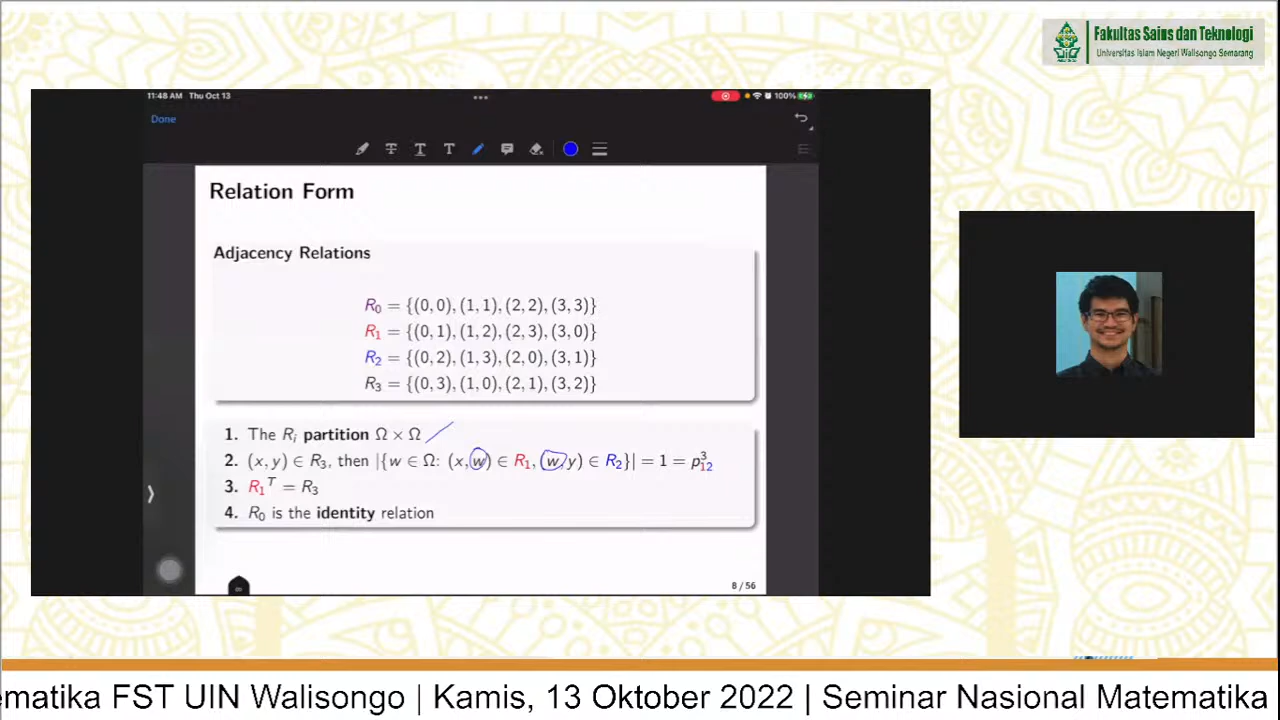 Fakultas Sains dan Teknologi
Universitas Islam Negeri Walisongo Semarang
11:48 AM Thu Oct 13
100%
Done
Relation Form
Adjacency Relations
R₀ = {(0, 0), (1, 1), (2, 2), (3, 3)}
R₁ = {(0, 1), (1, 2), (2, 3), (3, 0)}
R₂ = {(0, 2), (1, 3), (2, 0), (3, 1)}
R₃ = {(0, 3), (1, 0), (2, 1), (3, 2)}
1. The Rᵢ partition Ω × Ω
2. (x, y) ∈ R₃, then |{w ∈ Ω: (x, w) ∈ R₁, (w, y) ∈ R₂}| = 1 = p³₁₂
3. R₁ᵀ = R₃
4. R₀ is the identity relation
8 / 56
ematika FST UIN Walisongo | Kamis, 13 Oktober 2022 | Seminar Nasional Matematika